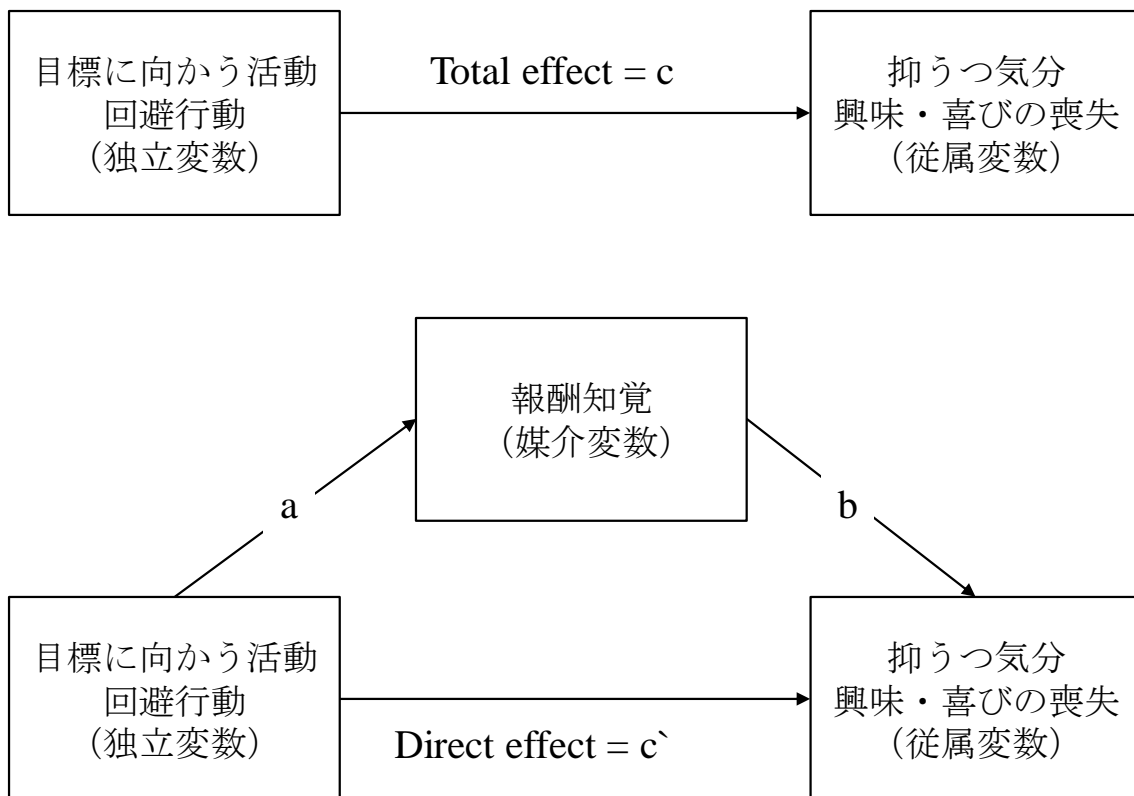 目標に向かう活動
回避行動
（独立変数）
Total effect = c
抑うつ気分
興味・喜びの喪失
（従属変数）
報酬知覚
（媒介変数）
a
b
目標に向かう活動
回避行動
（独立変数）
Direct effect = c`
抑うつ気分
興味・喜びの喪失
（従属変数）